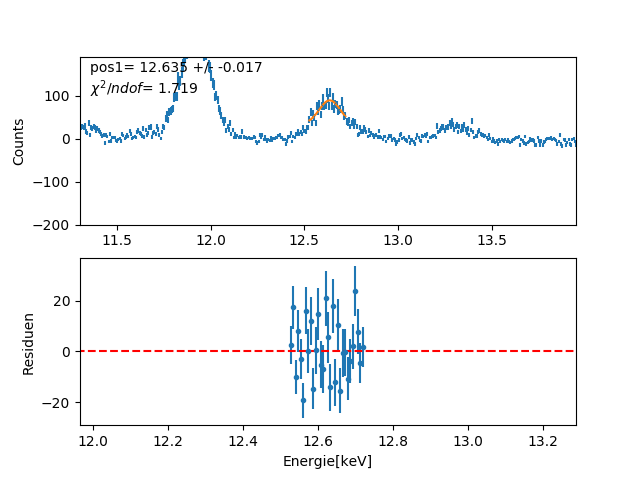 pos1= 12.635 +/- -0.017
χ²/ndof= 1.719
100
0
−100
−200
Counts
11.5 12.0 12.5 13.0 13.5
20
0
−20
Residuen
12.0 12.2 12.4 12.6 12.8 13.0 13.2
Energie[keV]